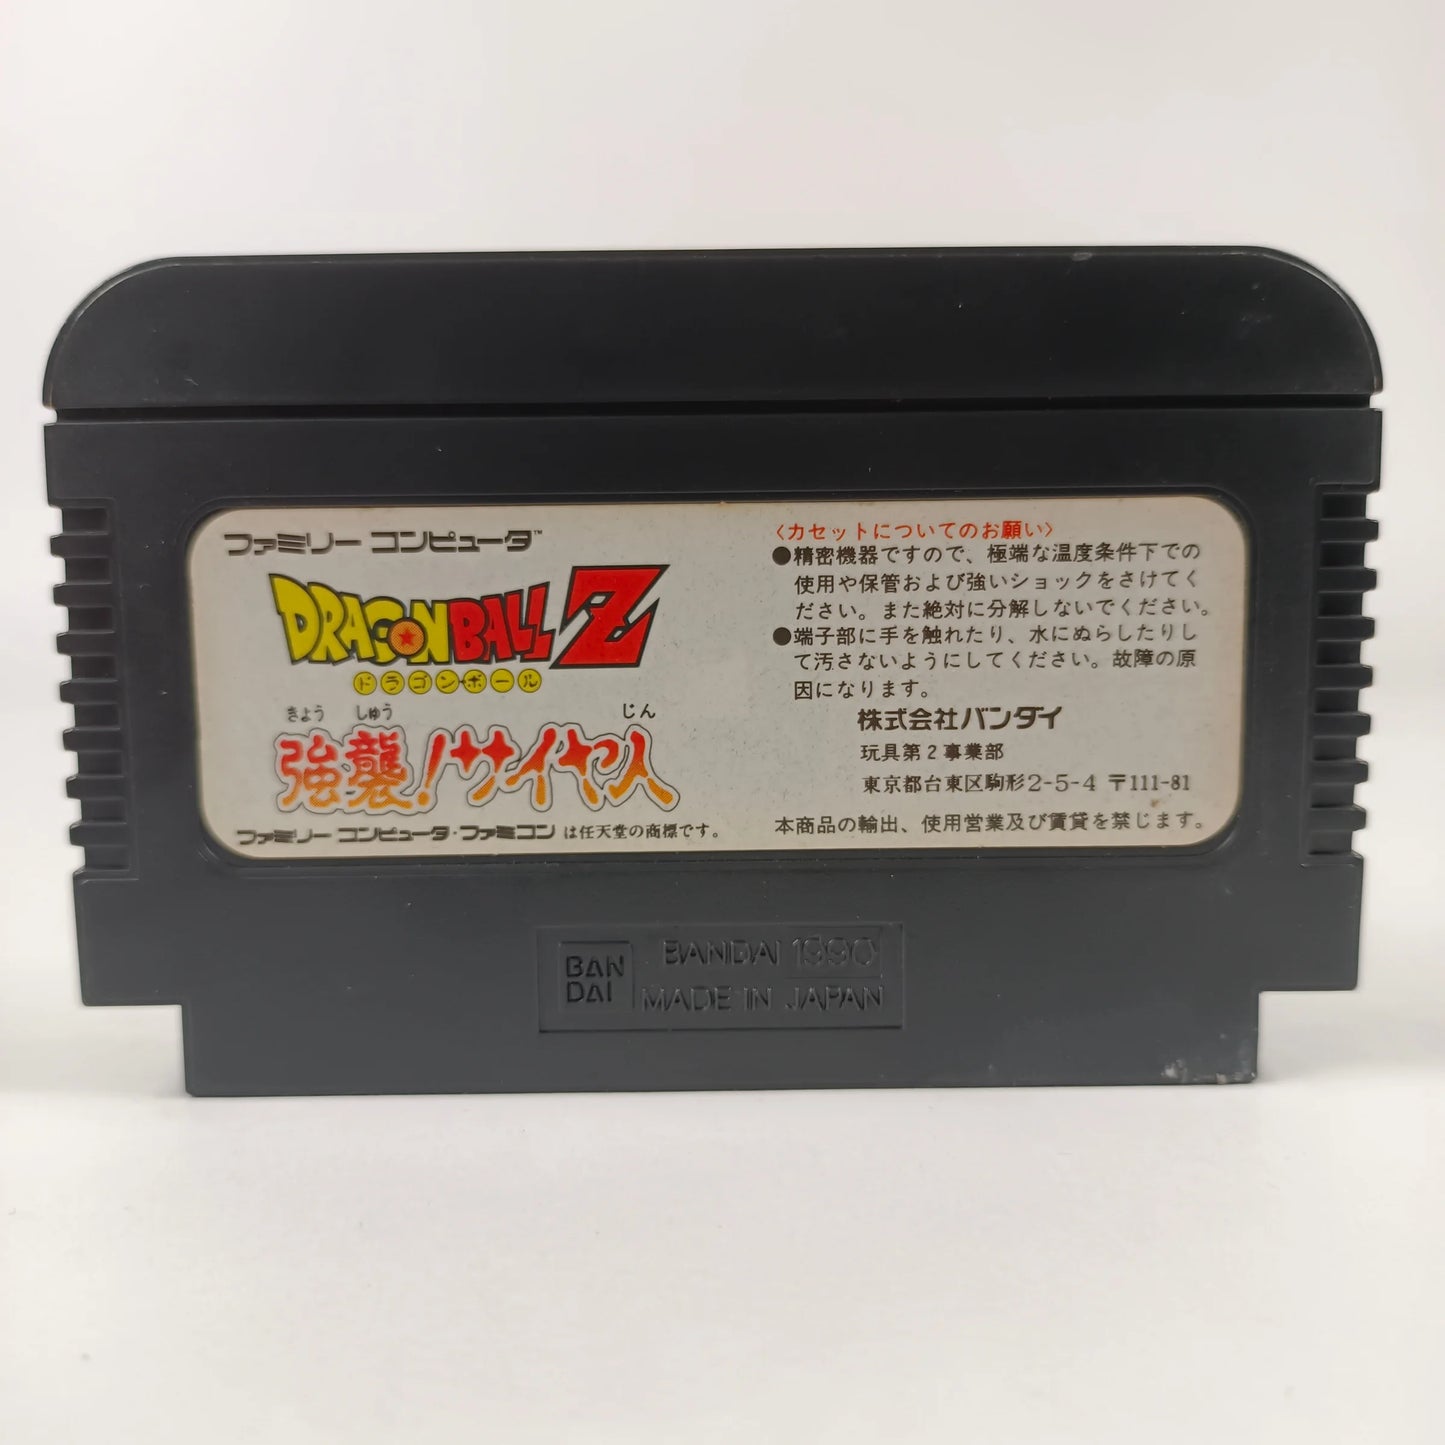 ファミリー コンピュータ™
DRAGON BALL Z
ドラゴンボール
きょう しゅう じん
強襲!サイヤ人
ファミリー コンピュータ・ファミコン は任天堂の商標です。
〈カセットについてのお願い〉
●精密機器ですので、極端な温度条件下での
使用や保管および強いショックをさけてく
ださい。また絶対に分解しないでください。
●端子部に手を触れたり、水にぬらしたりし
て汚さないようにしてください。故障の原
因になります。
株式会社バンダイ
玩具第2事業部
東京都台東区駒形2-5-4 〒111-81
本商品の輸出、使用営業及び賃貸を禁じます。
BAN
DAI
BANDAI 1990
MADE IN JAPAN